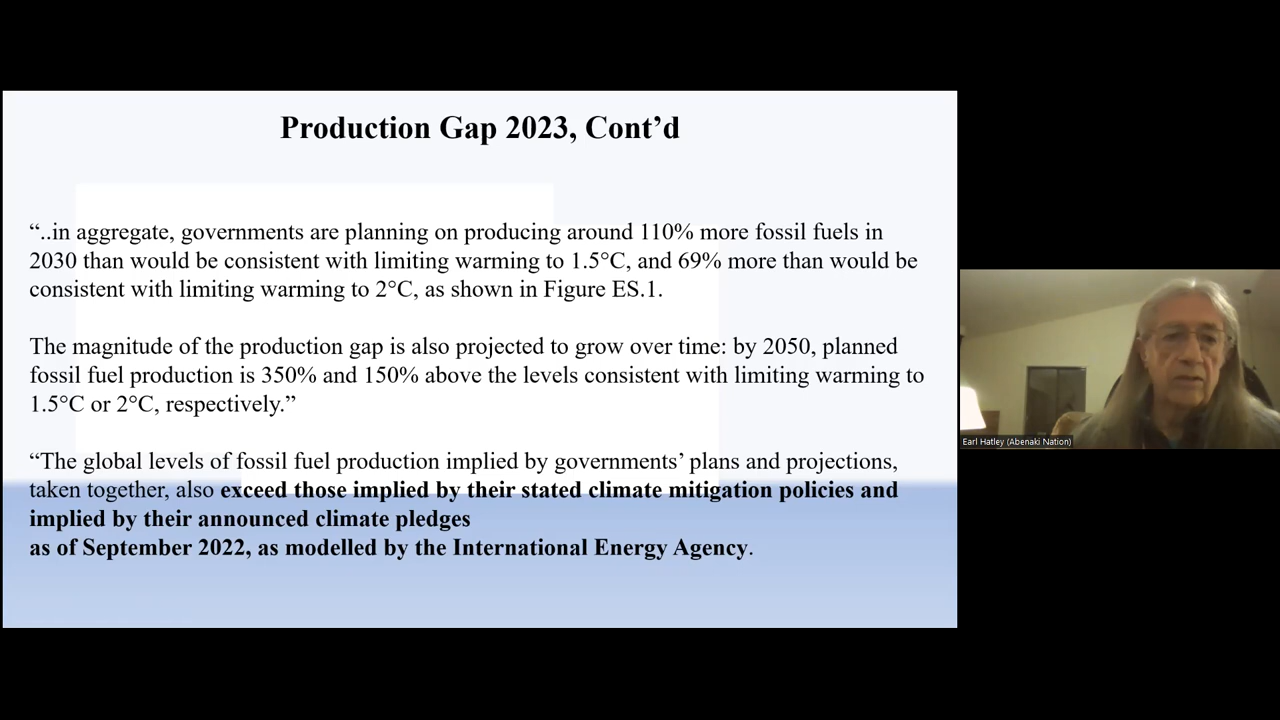 Production Gap 2023, Cont’d
“..in aggregate, governments are planning on producing around 110% more fossil fuels in
2030 than would be consistent with limiting warming to 1.5°C, and 69% more than would be
consistent with limiting warming to 2°C, as shown in Figure ES.1.
The magnitude of the production gap is also projected to grow over time: by 2050, planned
fossil fuel production is 350% and 150% above the levels consistent with limiting warming to
1.5°C or 2°C, respectively.”
“The global levels of fossil fuel production implied by governments’ plans and projections,
taken together, also exceed those implied by their stated climate mitigation policies and
implied by their announced climate pledges
as of September 2022, as modelled by the International Energy Agency.
Earl Hatley (Abenaki Nation)